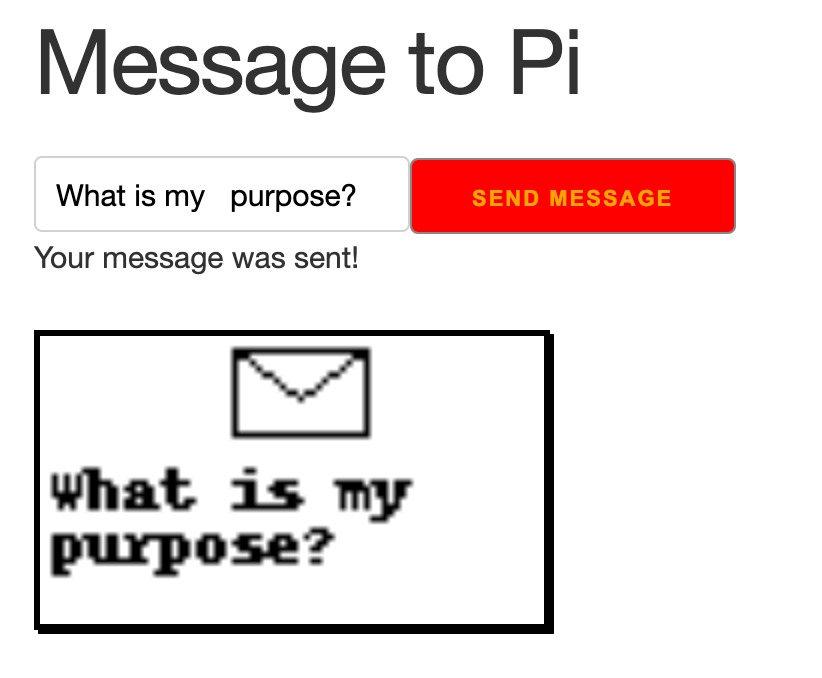 Message to Pi
What is my   purpose?
SEND MESSAGE
Your message was sent!
What is my
purpose?